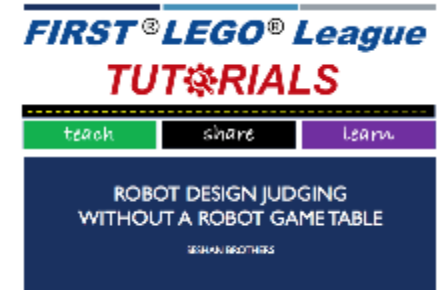 FIRST® LEGO® League
TUTORIALS
teach share learn
ROBOT DESIGN JUDGING
WITHOUT A ROBOT GAME TABLE
SESHAN BROTHERS